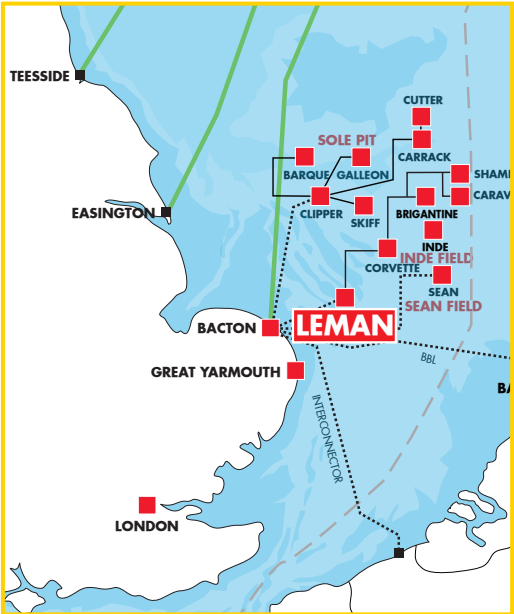 TEESSIDE
CUTTER
SOLE PIT
CARRACK
BARQUE
GALLEON
SHAM
CARAV
EASINGTON
CLIPPER
SKIFF
BRIGANTINE
INDE
INDE FIELD
CORVETTE
SEAN
SEAN FIELD
BACTON
LEMAN
BBL
GREAT YARMOUTH
BA
INTERCONNECTOR
LONDON